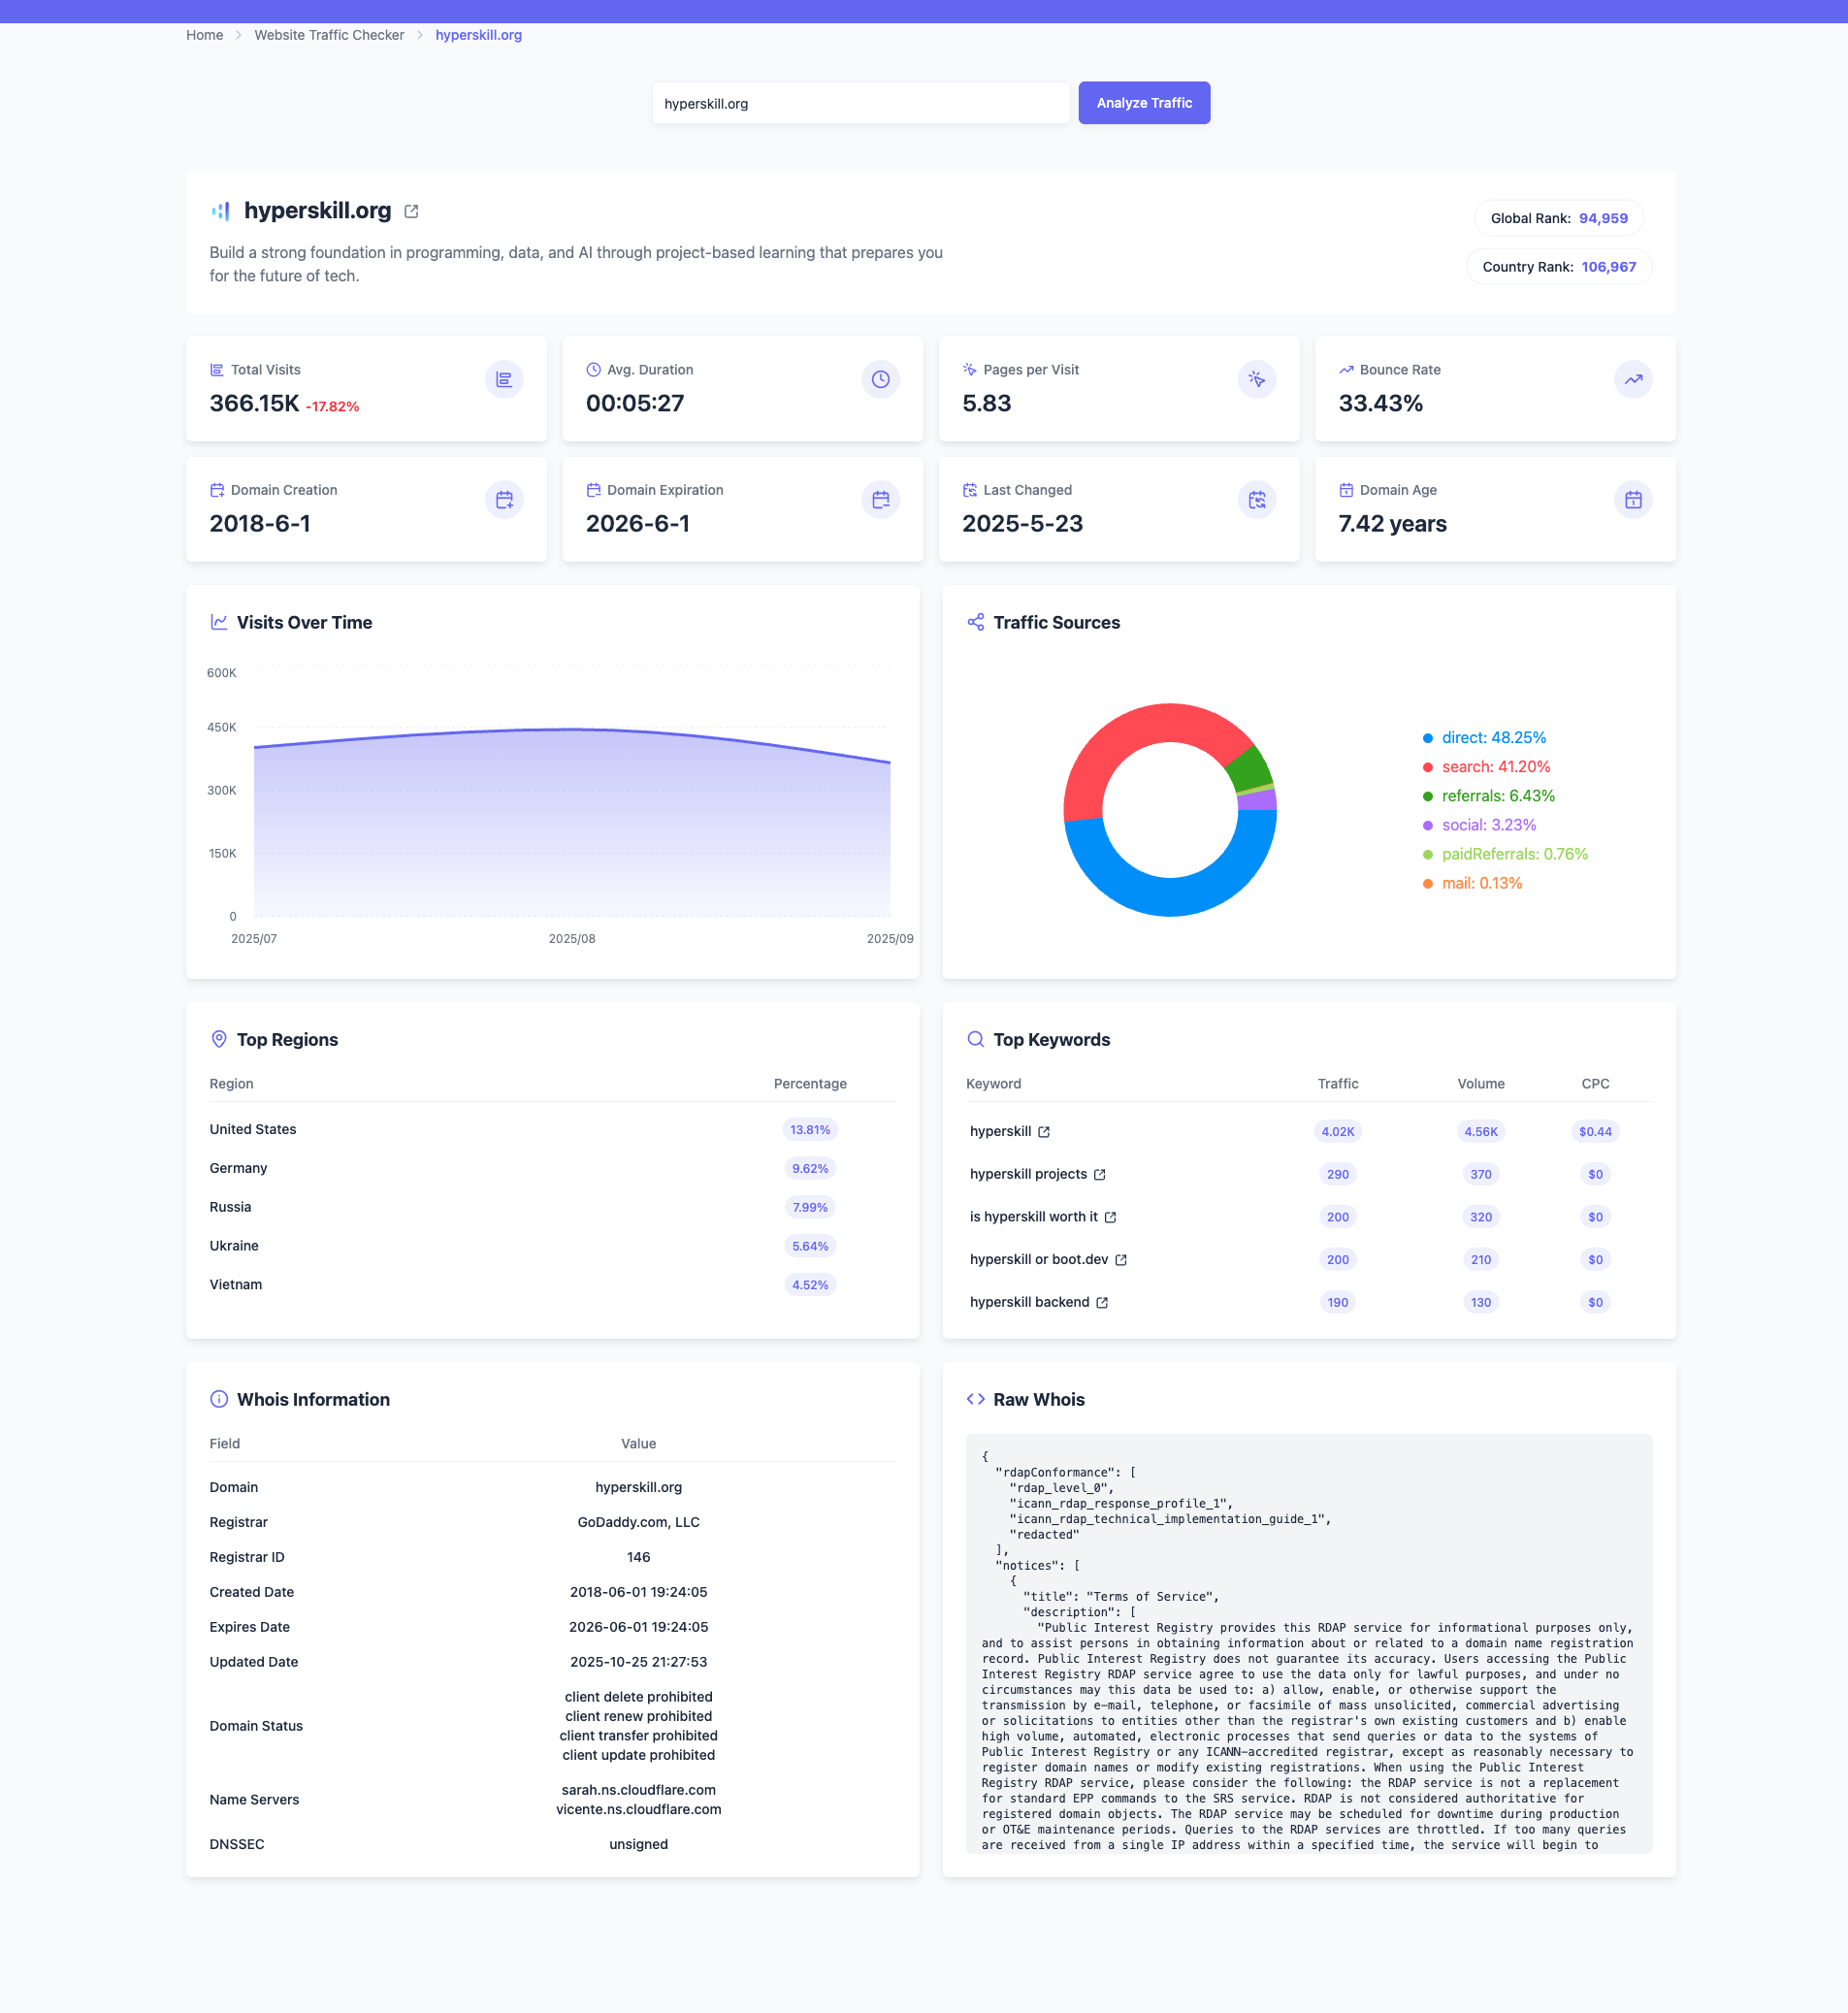 Home
Website Traffic Checker
hyperskill.org
hyperskill.org
Analyze Traffic
hyperskill.org
Build a strong foundation in programming, data, and AI through project-based learning that prepares you
for the future of tech.
Global Rank: 94,959
Country Rank: 106,967
Total Visits
366.15K -17.82%
Avg. Duration
00:05:27
Pages per Visit
5.83
Bounce Rate
33.43%
Domain Creation
2018-6-1
Domain Expiration
2026-6-1
Last Changed
2025-5-23
Domain Age
7.42 years
Visits Over Time
600K
450K
300K
150K
0
2025/07
2025/08
2025/09
Traffic Sources
direct: 48.25%
search: 41.20%
referrals: 6.43%
social: 3.23%
paidReferrals: 0.76%
mail: 0.13%
Top Regions
Region Percentage
United States 13.81%
Germany 9.62%
Russia 7.99%
Ukraine 5.64%
Vietnam 4.52%
Top Keywords
Keyword Traffic Volume CPC
hyperskill 4.02K 4.56K $0.44
hyperskill projects 290 370 $0
is hyperskill worth it 200 320 $0
hyperskill or boot.dev 200 210 $0
hyperskill backend 190 130 $0
Whois Information
Field Value
Domain hyperskill.org
Registrar GoDaddy.com, LLC
Registrar ID 146
Created Date 2018-06-01 19:24:05
Expires Date 2026-06-01 19:24:05
Updated Date 2025-10-25 21:27:53
Domain Status
client delete prohibited
client renew prohibited
client transfer prohibited
client update prohibited
Name Servers
sarah.ns.cloudflare.com
vicente.ns.cloudflare.com
DNSSEC unsigned
Raw Whois
{
"rdapConformance": [
"rdap_level_0",
"icann_rdap_response_profile_1",
"icann_rdap_technical_implementation_guide_1",
"redacted"
],
"notices": [
{
"title": "Terms of Service",
"description": [
"Public Interest Registry provides this RDAP service for informational purposes only,
and to assist persons in obtaining information about or related to a domain name registration
record. Public Interest Registry does not guarantee its accuracy. Users accessing the Public
Interest Registry RDAP service agree to use the data only for lawful purposes, and under no
circumstances may this data be used to: a) allow, enable, or otherwise support the
transmission by e-mail, telephone, or facsimile of mass unsolicited, commercial advertising
or solicitations to entities other than the registrar's own existing customers and b) enable
high volume, automated, electronic processes that send queries or data to the systems of
Public Interest Registry or any ICANN-accredited registrar, except as reasonably necessary to
register domain names or modify existing registrations. When using the Public Interest
Registry RDAP service, please consider the following: the RDAP service is not a replacement
for standard EPP commands to the SRS service. RDAP is not considered authoritative for
registered domain objects. The RDAP service may be scheduled for downtime during production
or OT&E maintenance periods. Queries to the RDAP services are throttled. If too many queries
are received from a single IP address within a specified time, the service will begin to